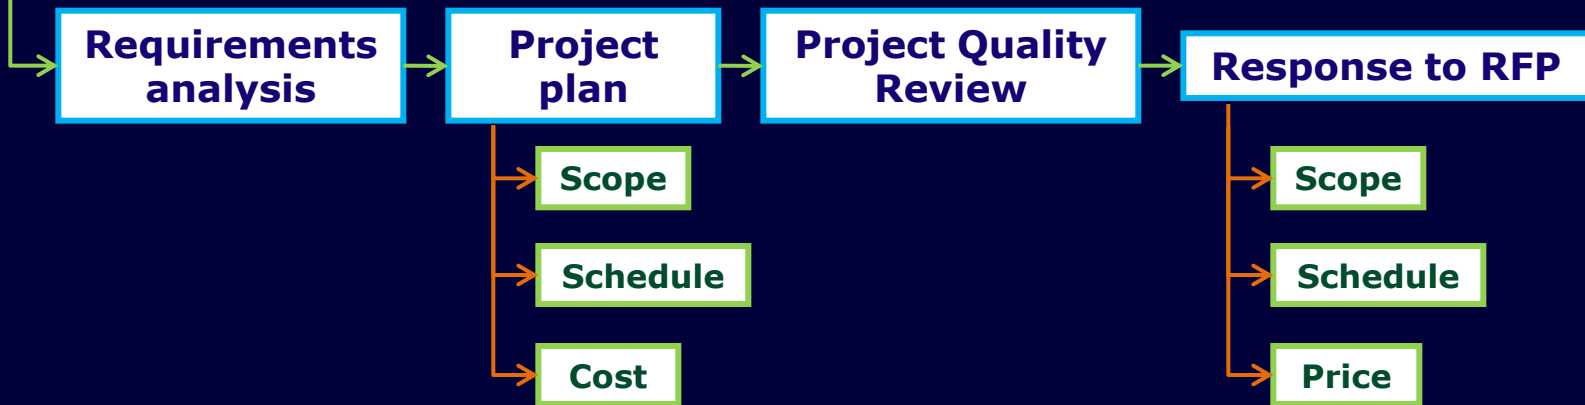 Requirements
analysis
Project
plan
Project Quality
Review
Response to RFP
Scope
Schedule
Cost
Scope
Schedule
Price